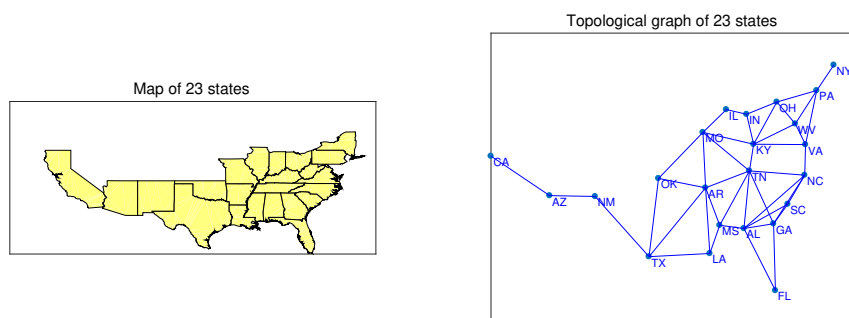 Map of 23 states
Topological graph of 23 states
NY
PA
OH
IL
IN
WV
MO
KY
VA
CA
TN
NC
OK
AR
AZ
NM
SC
MS
AL
GA
TX
LA
FL